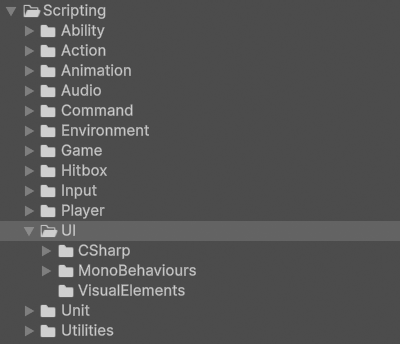 Scripting
Ability
Action
Animation
Audio
Command
Environment
Game
Hitbox
Input
Player
UI
CSharp
MonoBehaviours
VisualElements
Unit
Utilities